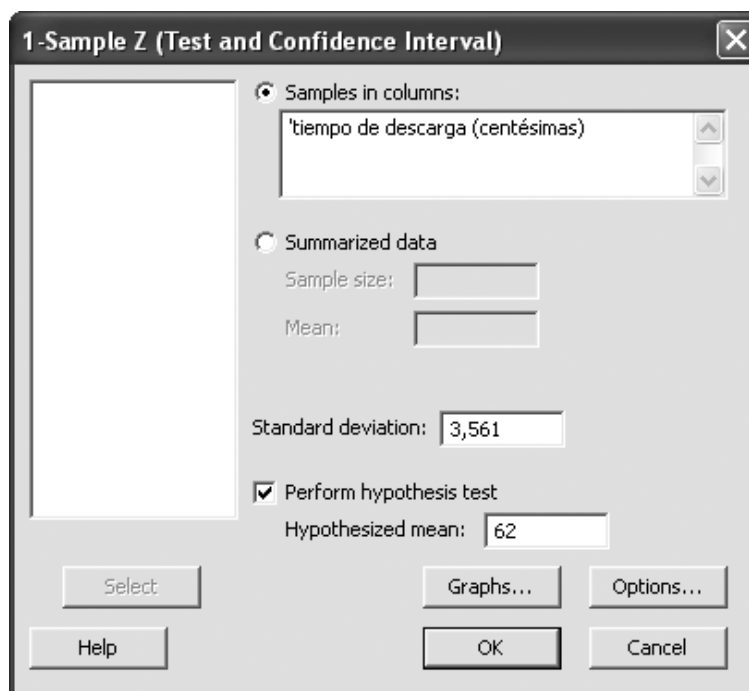 1-Sample Z (Test and Confidence Interval)
Samples in columns:
'tiempo de descarga (centésimas)
Summarized data
Sample size:
Mean:
Standard deviation: 3,561
Perform hypothesis test
Hypothesized mean: 62
Select Graphs... Options...
Help OK Cancel